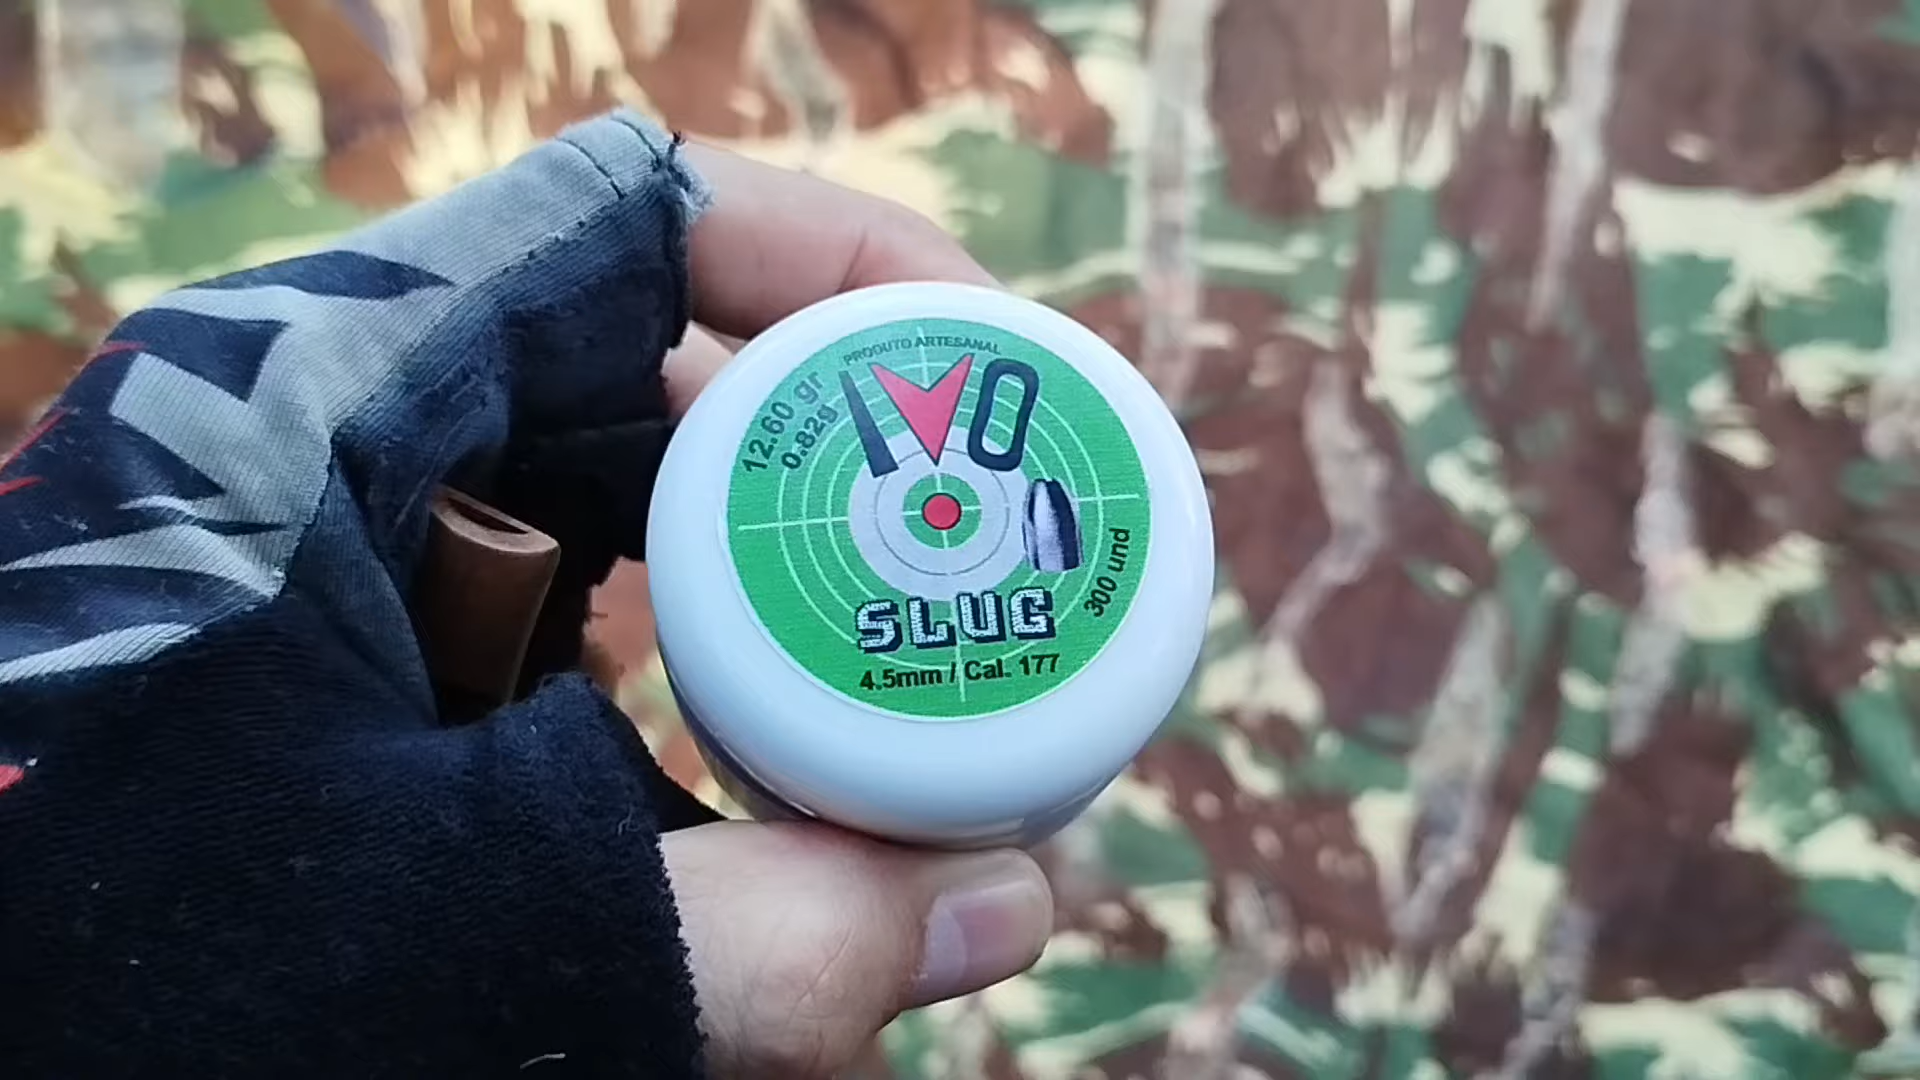 PRODUTO ARTESANAL
IVO
12.60 gr
0.82g
SLUG
300 und
4.5mm / Cal. 177